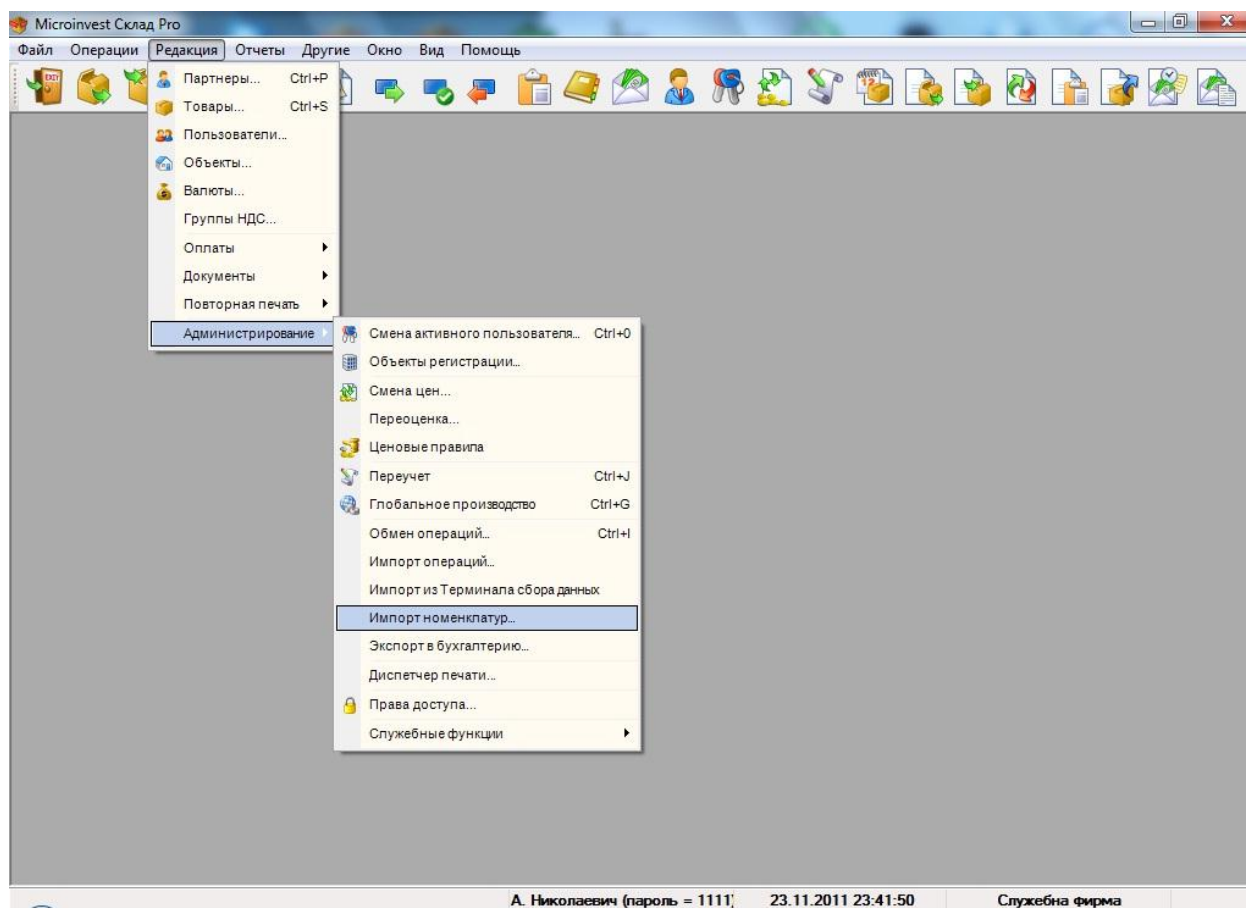 Microinvest Склад Pro
Файл Операции Редакция Отчеты Другие Окно Вид Помощь
Партнеры... Ctrl+P
Товары... Ctrl+S
Пользователи...
Объекты...
Валюты...
Группы НДС...
Оплаты
Документы
Повторная печать
Администрирование
Смена активного пользователя... Ctrl+0
Объекты регистрации...
Смена цен...
Переоценка...
Ценовые правила
Переучет Ctrl+J
Глобальное производство Ctrl+G
Обмен операций... Ctrl+I
Импорт операций...
Импорт из Терминала сбора данных
Импорт номенклатур...
Экспорт в бухгалтерию...
Диспетчер печати...
Права доступа...
Служебные функции
А. Николаевич (пароль = 1111) 23.11.2011 23:41:50 Служебна фирма